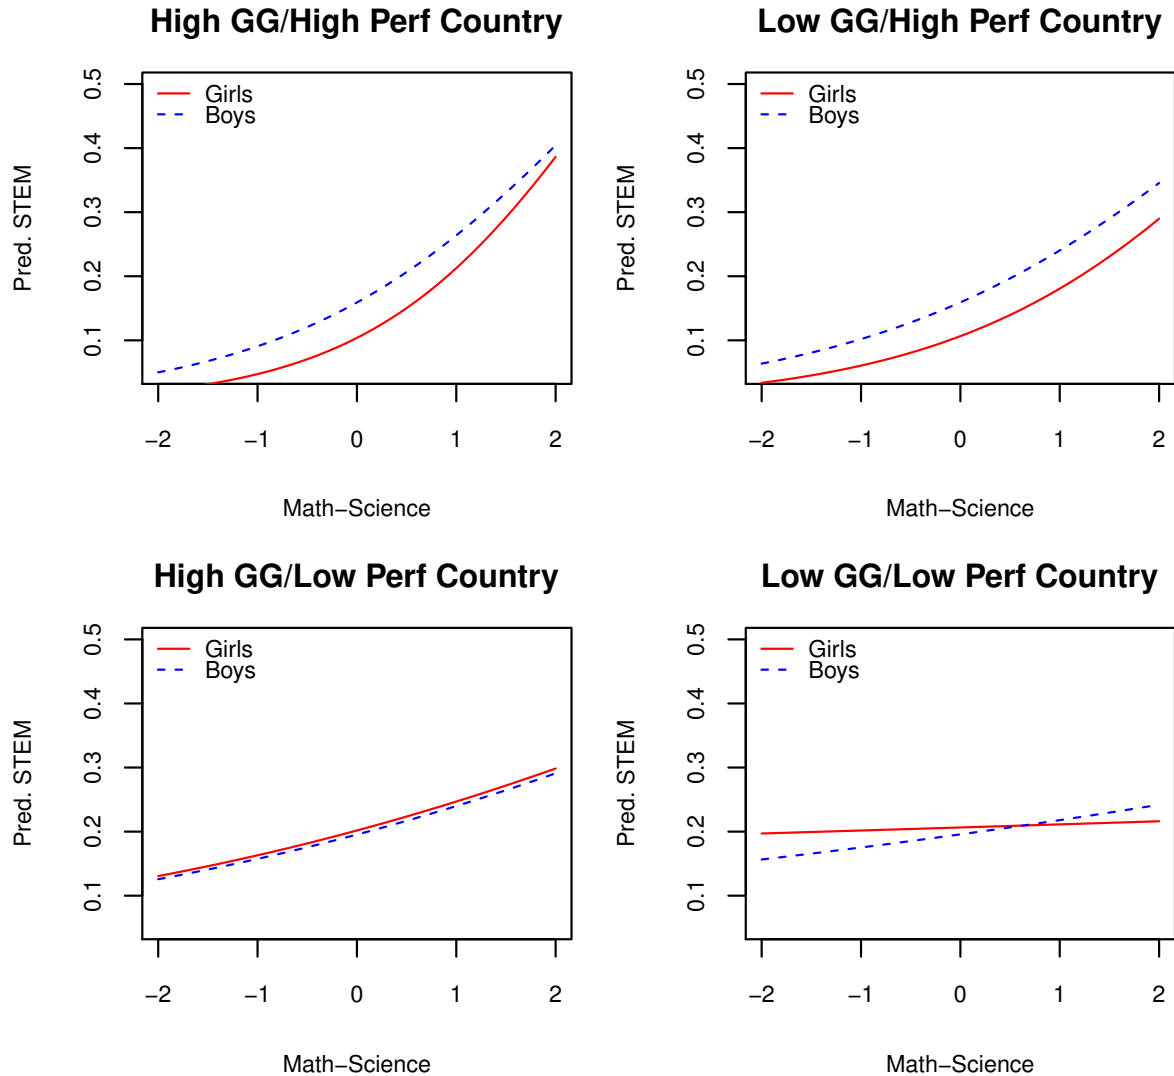 High GG/High Perf Country
Girls
Boys
Pred. STEM
0.5
0.4
0.3
0.2
0.1
−2
−1
0
1
2
Math−Science
Low GG/High Perf Country
Girls
Boys
Pred. STEM
0.5
0.4
0.3
0.2
0.1
−2
−1
0
1
2
Math−Science
High GG/Low Perf Country
Girls
Boys
Pred. STEM
0.5
0.4
0.3
0.2
0.1
−2
−1
0
1
2
Math−Science
Low GG/Low Perf Country
Girls
Boys
Pred. STEM
0.5
0.4
0.3
0.2
0.1
−2
−1
0
1
2
Math−Science